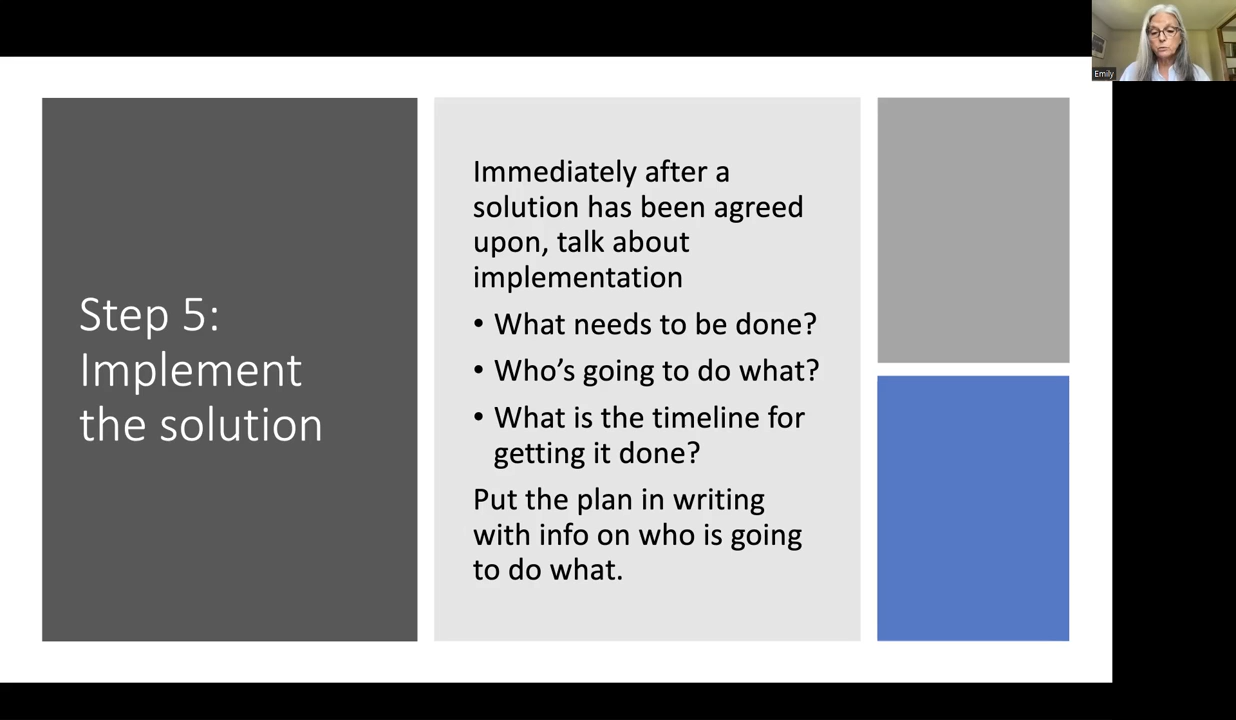 Step 5:
Implement
the solution
Immediately after a
solution has been agreed
upon, talk about
implementation
• What needs to be done?
• Who’s going to do what?
• What is the timeline for
getting it done?
Put the plan in writing
with info on who is going
to do what.
Emily